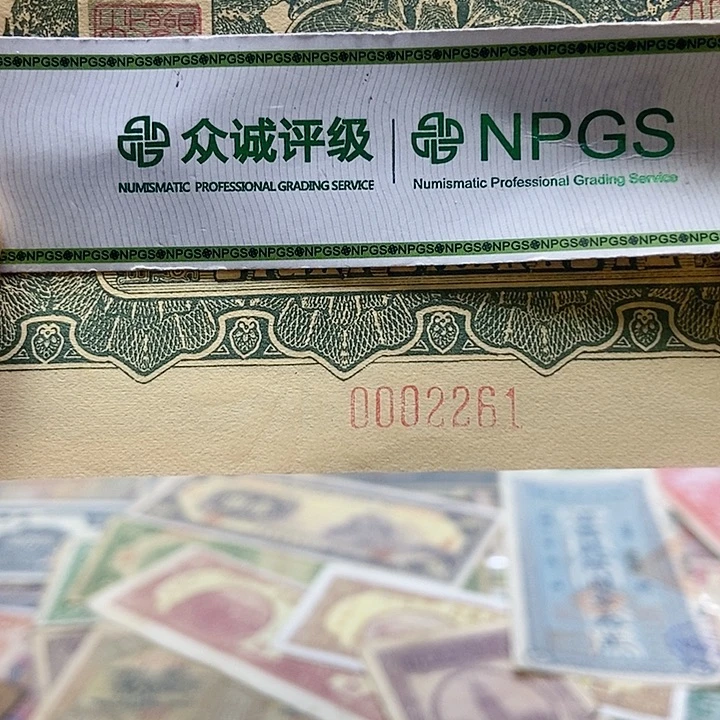 NPGS NPGS NPGS NPGS NPGS NPGS NPGS NPGS NPGS NPGS NPGS NPGS NPGS
众诚评级 NPGS
NUMISMATIC PROFESSIONAL GRADING SERVICE Numismatic Professional Grading Service
NPGS NPGS NPGS NPGS NPGS NPGS NPGS NPGS NPGS NPGS NPGS NPGS NPGS
0002261